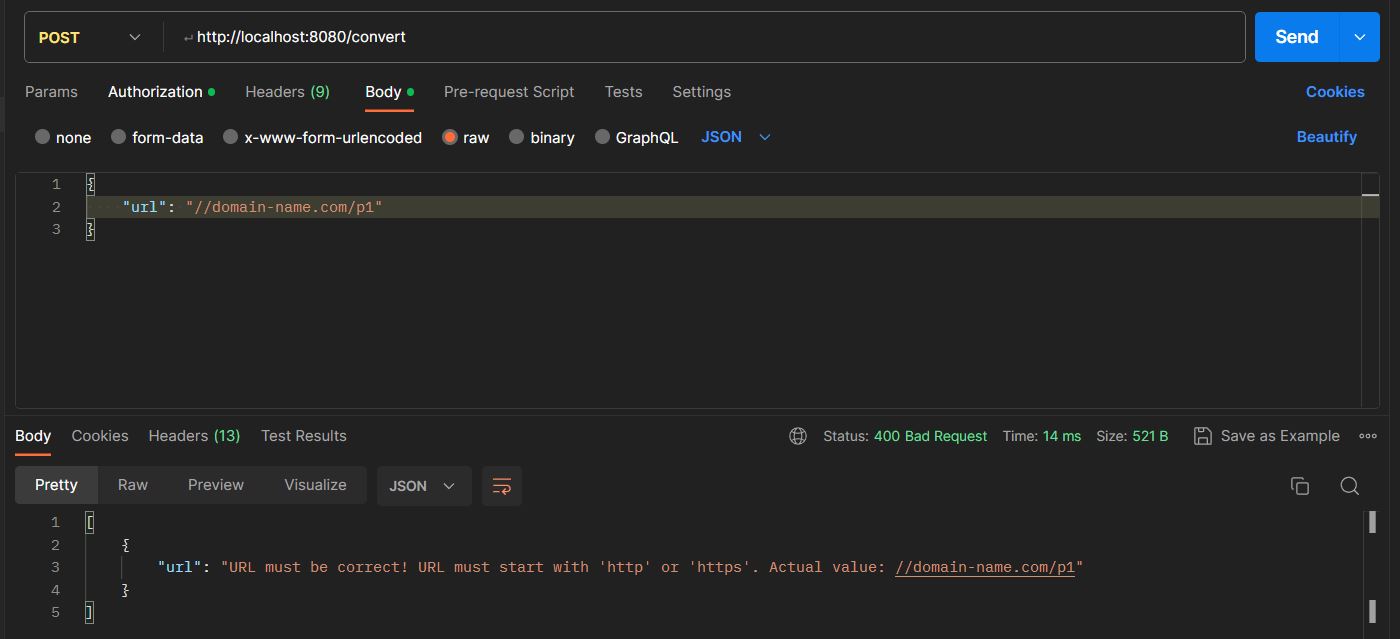 POST ↵ http://localhost:8080/convert Send
Params Authorization Headers (9) Body Pre-request Script Tests Settings Cookies
none form-data x-www-form-urlencoded raw binary GraphQL JSON Beautify
1 {
2 "url": "//domain-name.com/p1"
3 }
Body Cookies Headers (13) Test Results Status: 400 Bad Request Time: 14 ms Size: 521 B Save as Example
Pretty Raw Preview Visualize JSON
1 [
2 {
3 "url": "URL must be correct! URL must start with 'http' or 'https'. Actual value: //domain-name.com/p1"
4 }
5 ]